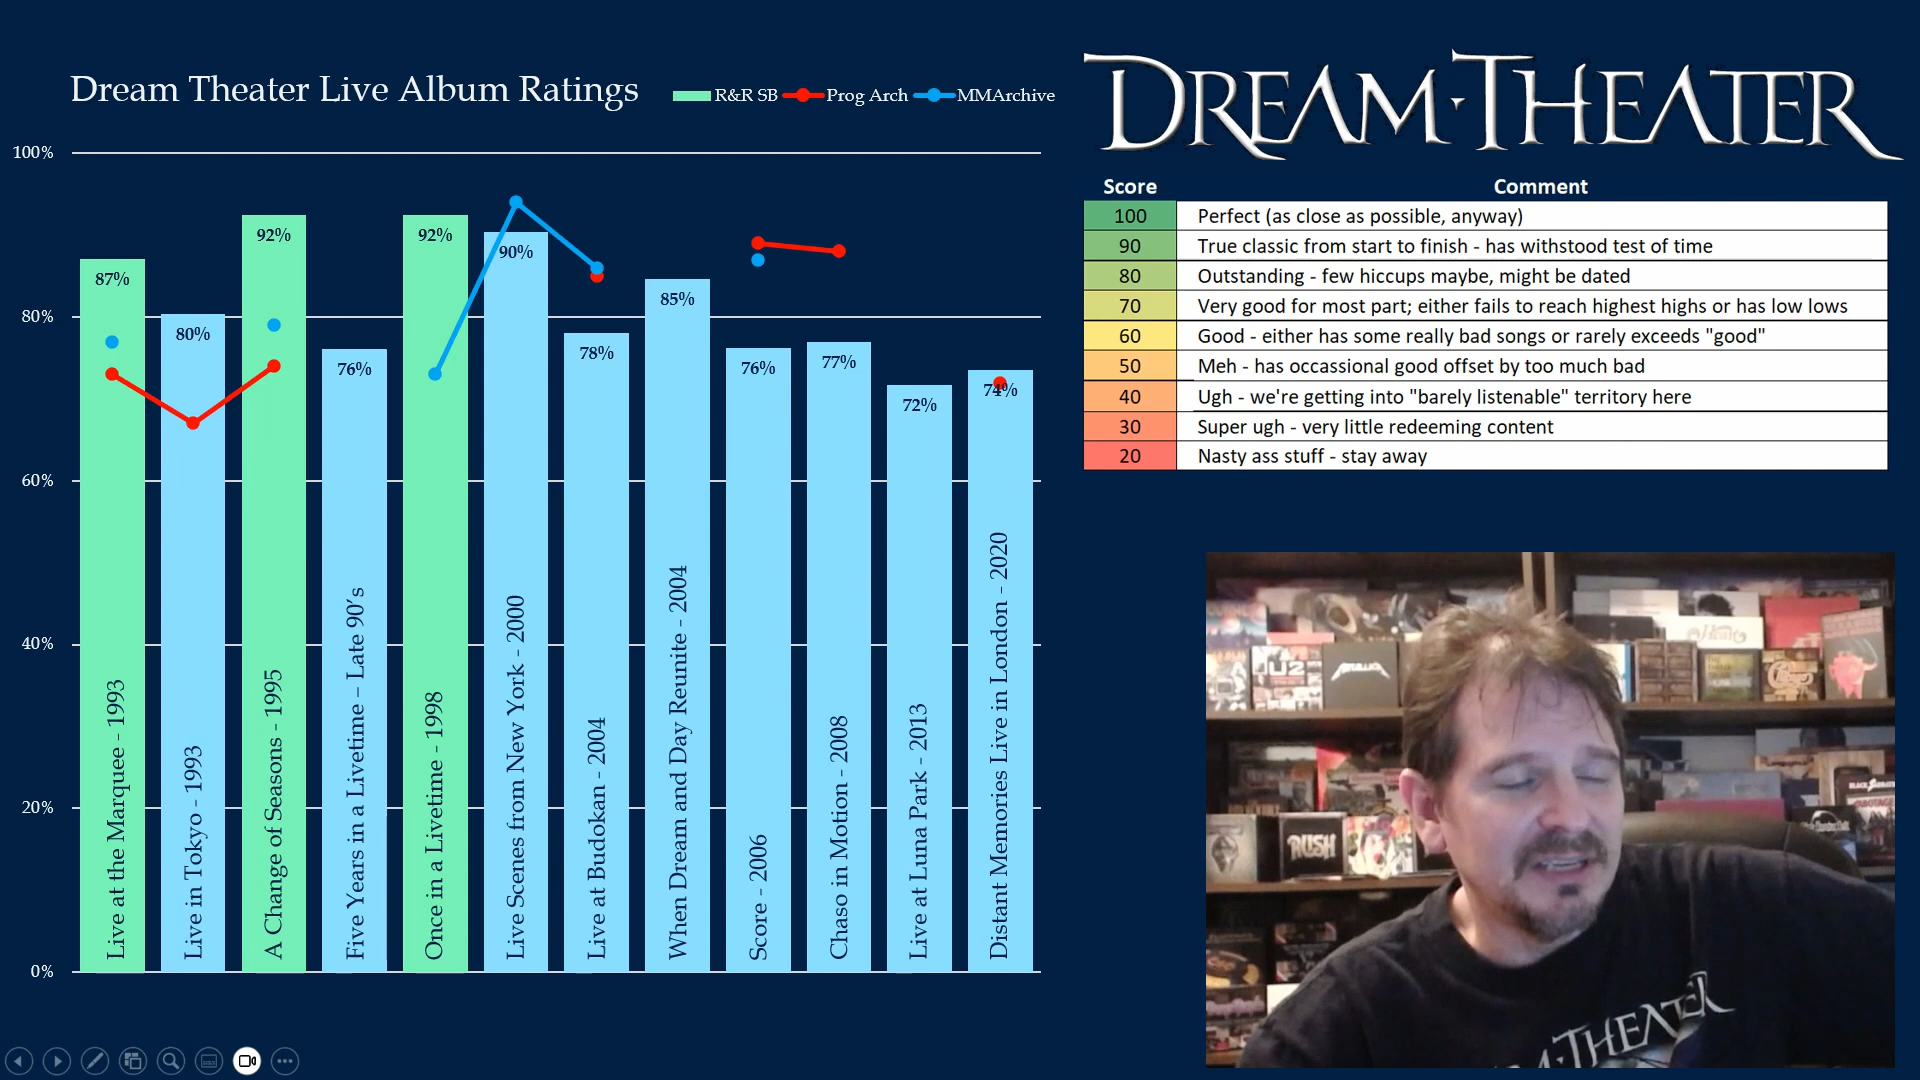 Dream Theater Live Album Ratings
R&R SB
Prog Arch
MMArchive
100%
80%
60%
40%
20%
0%
87%
80%
92%
76%
92%
90%
78%
85%
76%
77%
72%
74%
Live at the Marquee - 1993
Live in Tokyo - 1993
A Change of Seasons - 1995
Five Years in a Livetime – Late 90's
Once in a Livetime - 1998
Live Scenes from New York - 2000
Live at Budokan - 2004
When Dream and Day Reunite - 2004
Score - 2006
Chaso in Motion - 2008
Live at Luna Park - 2013
Distant Memories Live in London - 2020
DREAM·THEATER
Score Comment
100 Perfect (as close as possible, anyway)
90 True classic from start to finish - has withstood test of time
80 Outstanding - few hiccups maybe, might be dated
70 Very good for most part; either fails to reach highest highs or has low lows
60 Good - either has some really bad songs or rarely exceeds "good"
50 Meh - has occassional good offset by too much bad
40 Ugh - we're getting into "barely listenable" territory here
30 Super ugh - very little redeeming content
20 Nasty ass stuff - stay away
U2
METALLICA
Heart
Chicago
BLACK SABBATH
SABOTAGE
RUSH
M·THEATER